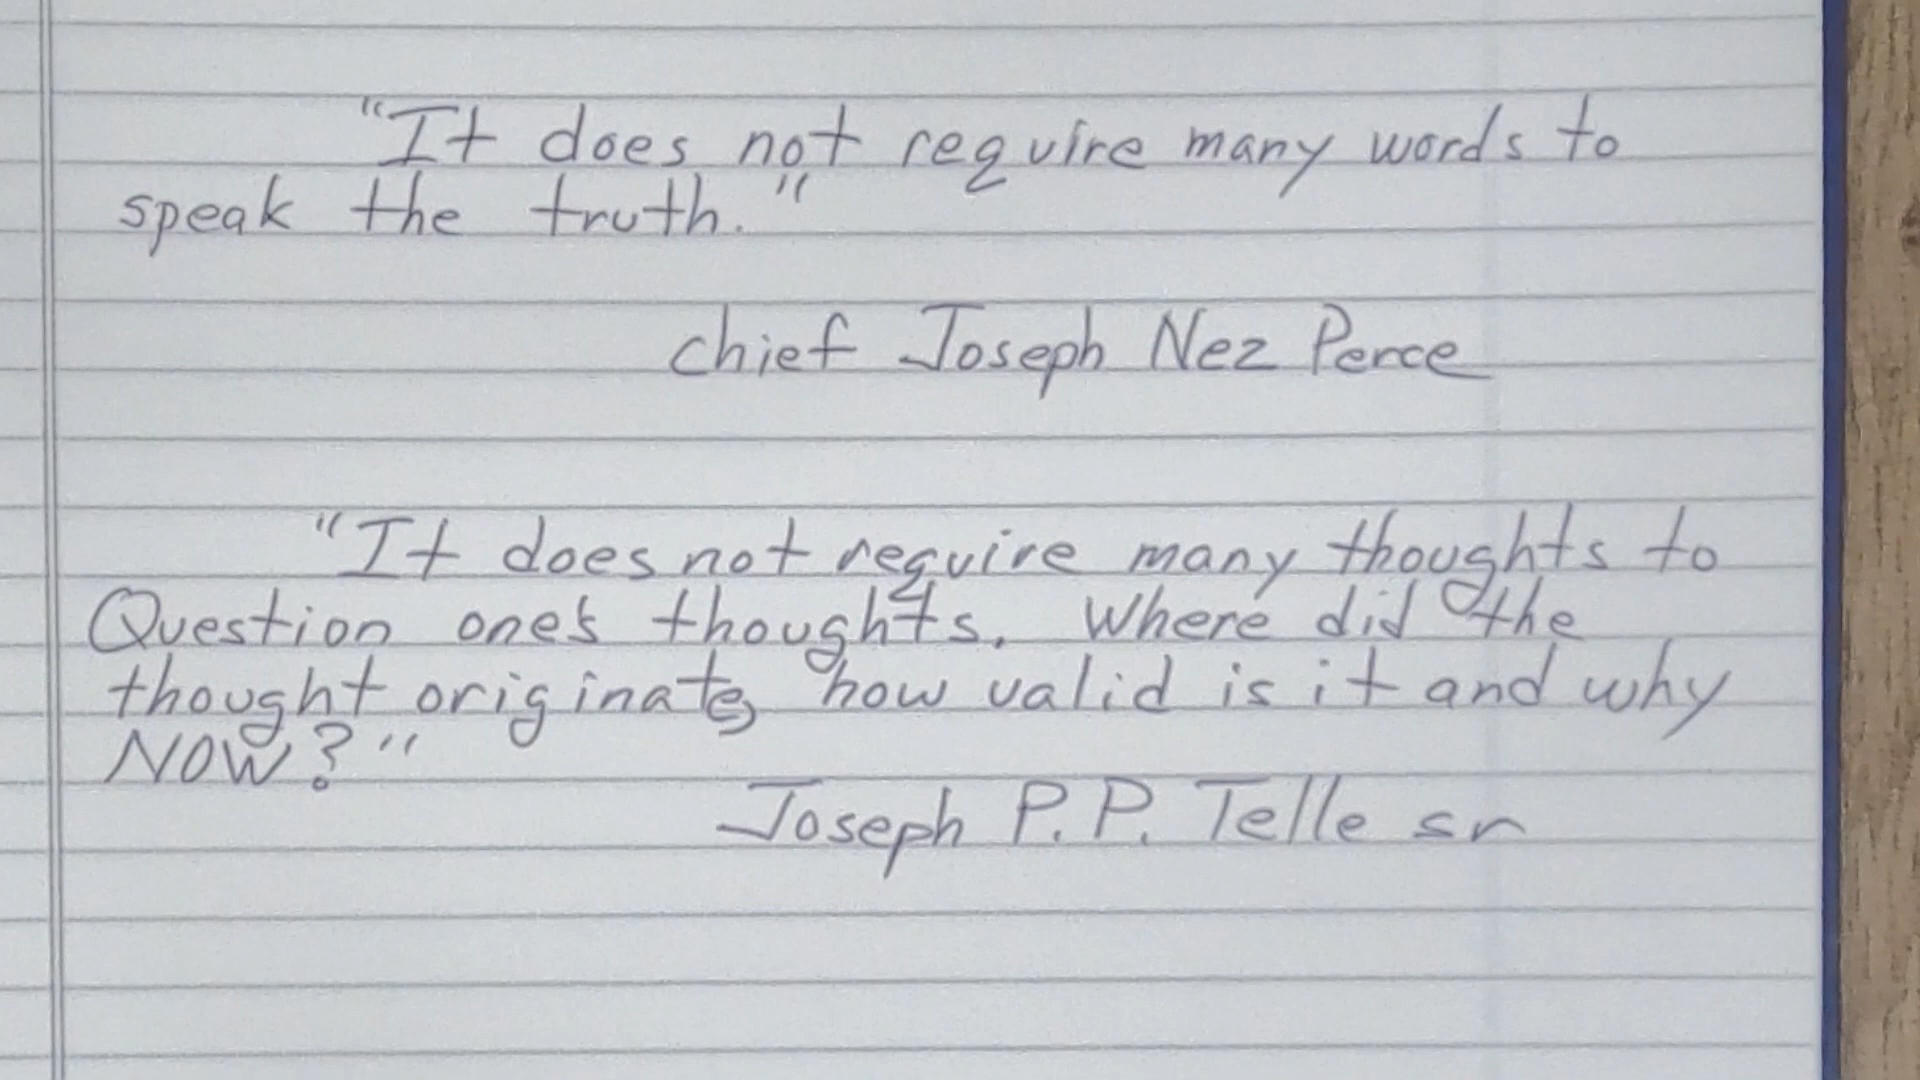 "It does not require many words to
speak the truth."
chief Joseph Nez Perce
"It does not require many thoughts to
Question one's thoughts. Where did the
thought originate, how valid is it and why
NOW?"
Joseph P.P. Telle sr